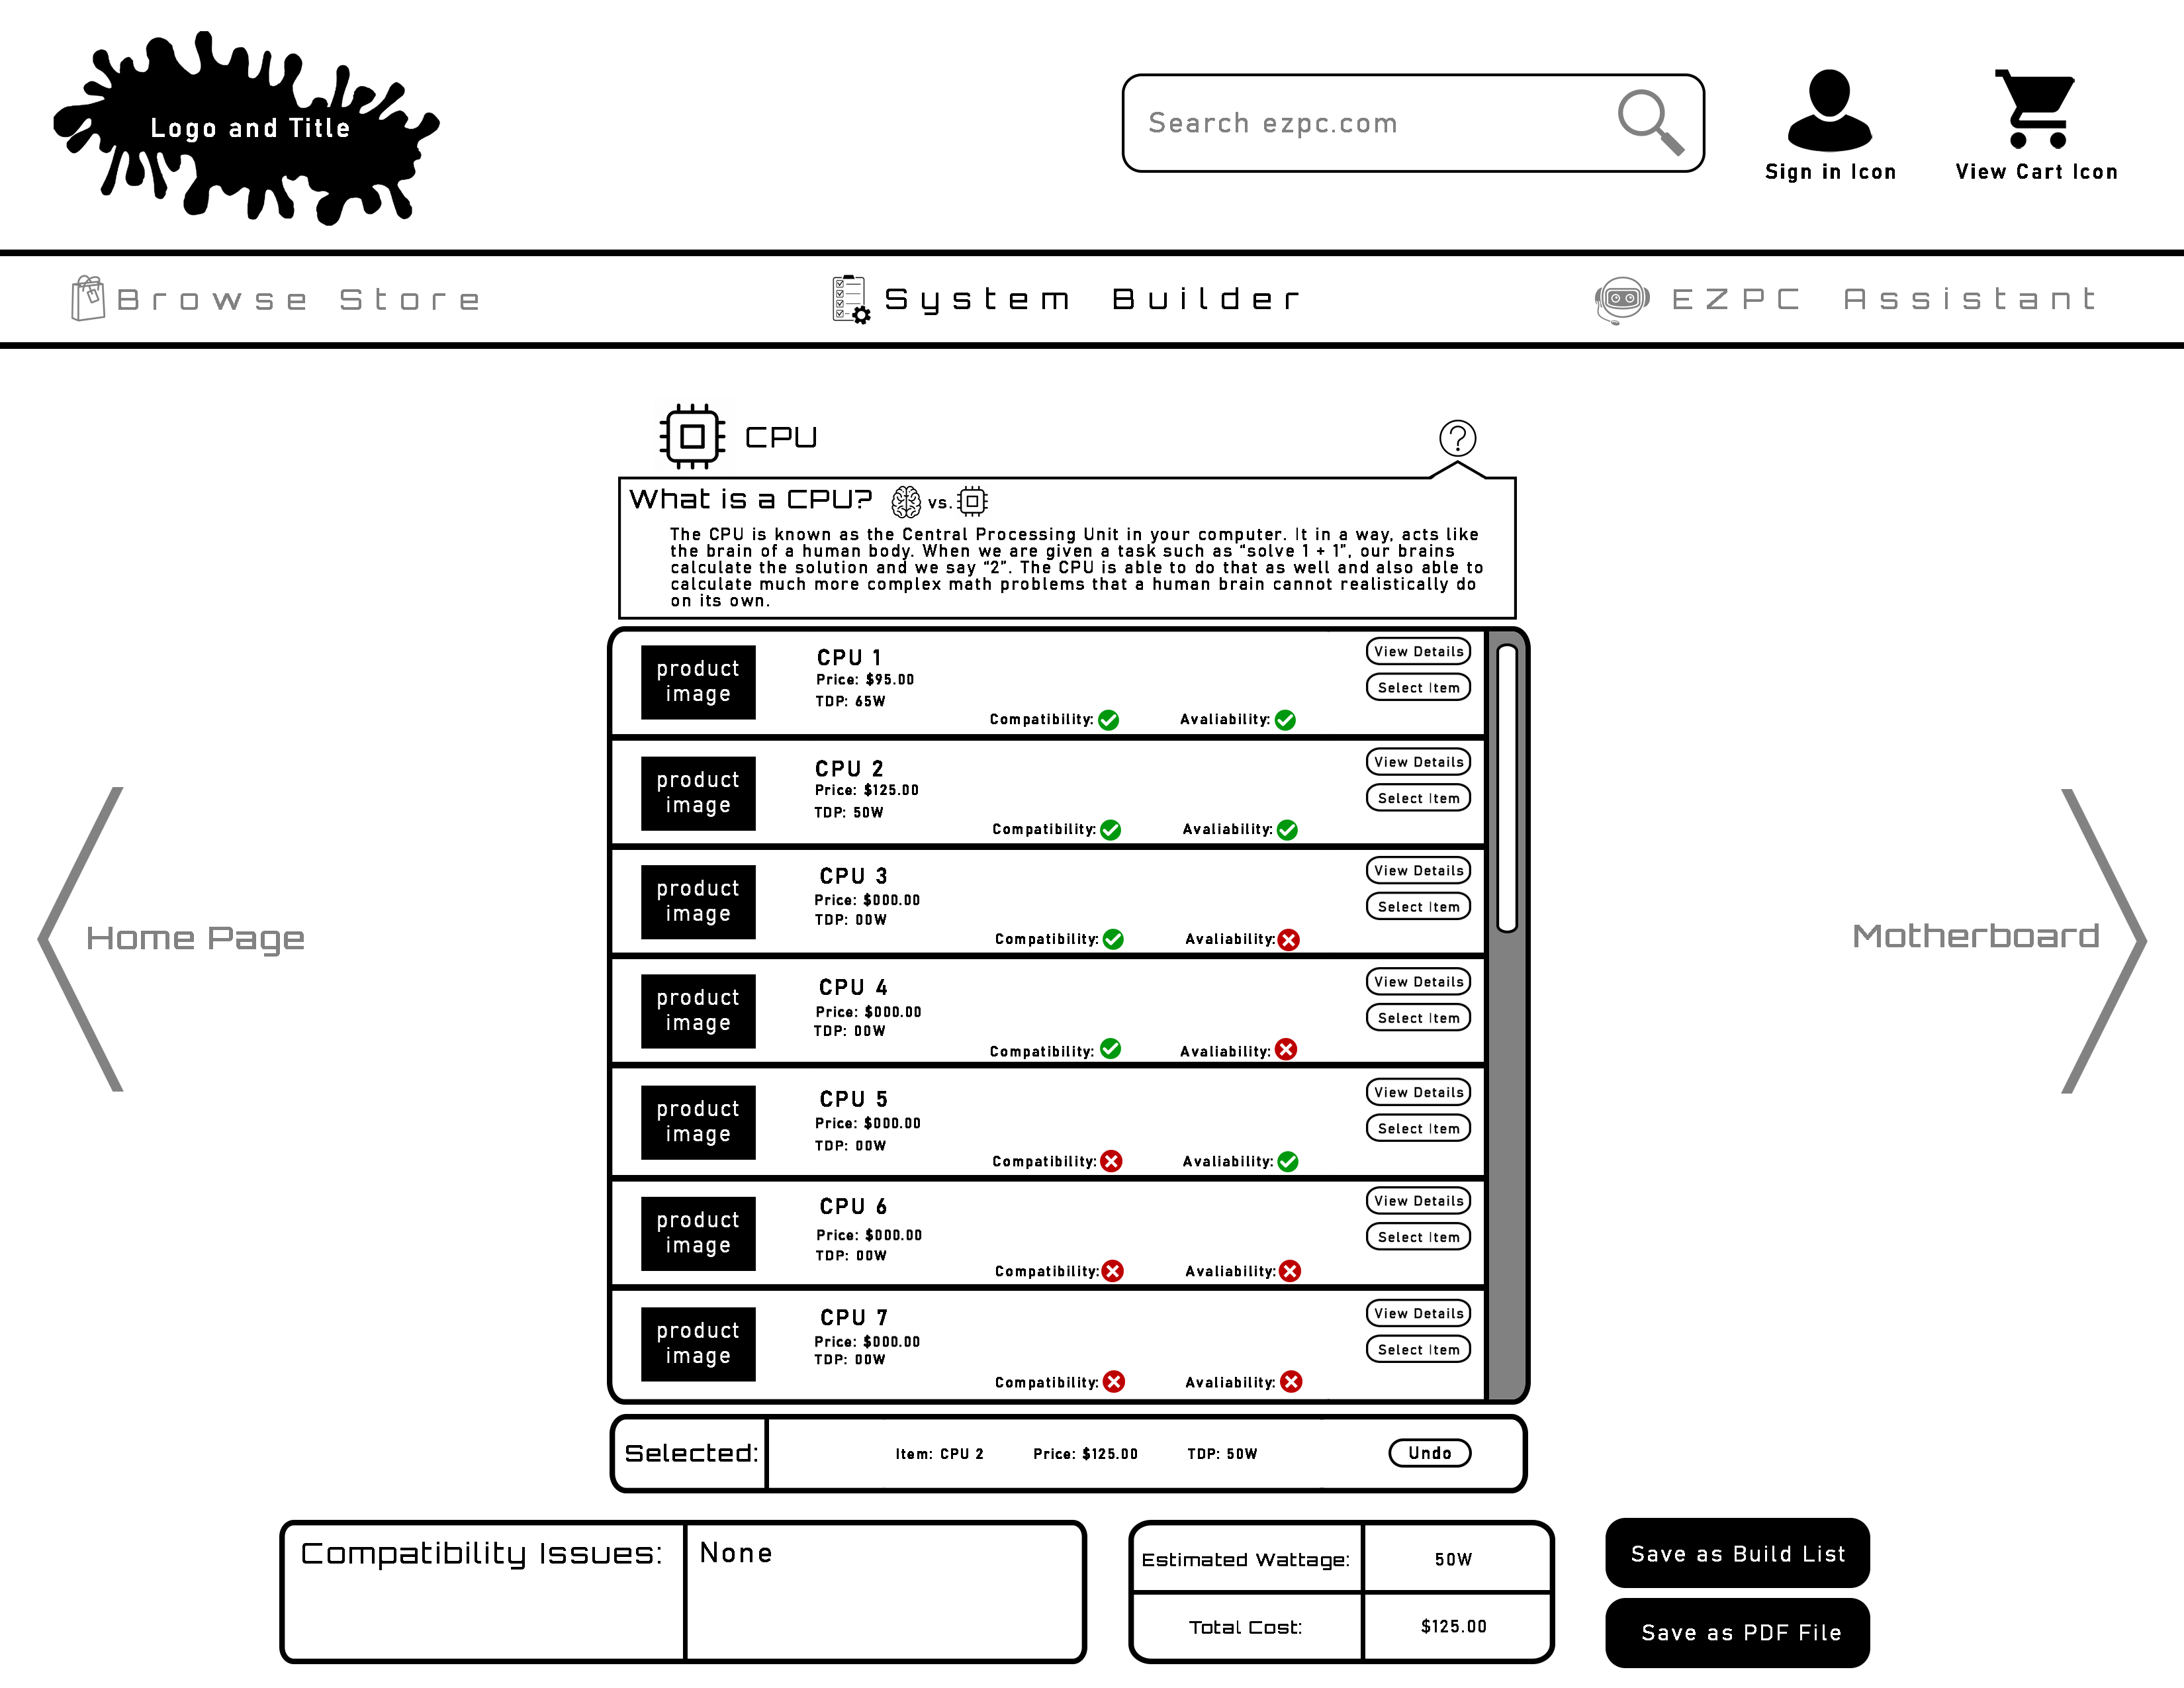 Logo and Title
Search ezpc.com
Sign in Icon
View Cart Icon
Browse Store
System Builder
EZPC Assistant
CPU
?
What is a CPU?
vs.
The CPU is known as the Central Processing Unit in your computer. It in a way, acts like
the brain of a human body. When we are given a task such as “solve 1 + 1”, our brains
calculate the solution and we say “2”. The CPU is able to do that as well and also able to
calculate much more complex math problems that a human brain cannot realistically do
on its own.
product
image
CPU 1
Price: $95.00
TDP: 65W
Compatibility:
Avaliability:
View Details
Select Item
product
image
CPU 2
Price: $125.00
TDP: 50W
Compatibility:
Avaliability:
View Details
Select Item
product
image
CPU 3
Price: $000.00
TDP: 00W
Compatibility:
Avaliability:
View Details
Select Item
product
image
CPU 4
Price: $000.00
TDP: 00W
Compatibility:
Avaliability:
View Details
Select Item
product
image
CPU 5
Price: $000.00
TDP: 00W
Compatibility:
Avaliability:
View Details
Select Item
product
image
CPU 6
Price: $000.00
TDP: 00W
Compatibility:
Avaliability:
View Details
Select Item
product
image
CPU 7
Price: $000.00
TDP: 00W
Compatibility:
Avaliability:
View Details
Select Item
Home Page
Motherboard
Selected:
Item: CPU 2
Price: $125.00
TDP: 50W
Undo
Compatibility Issues:
None
Estimated Wattage:
50W
Total Cost:
$125.00
Save as Build List
Save as PDF File